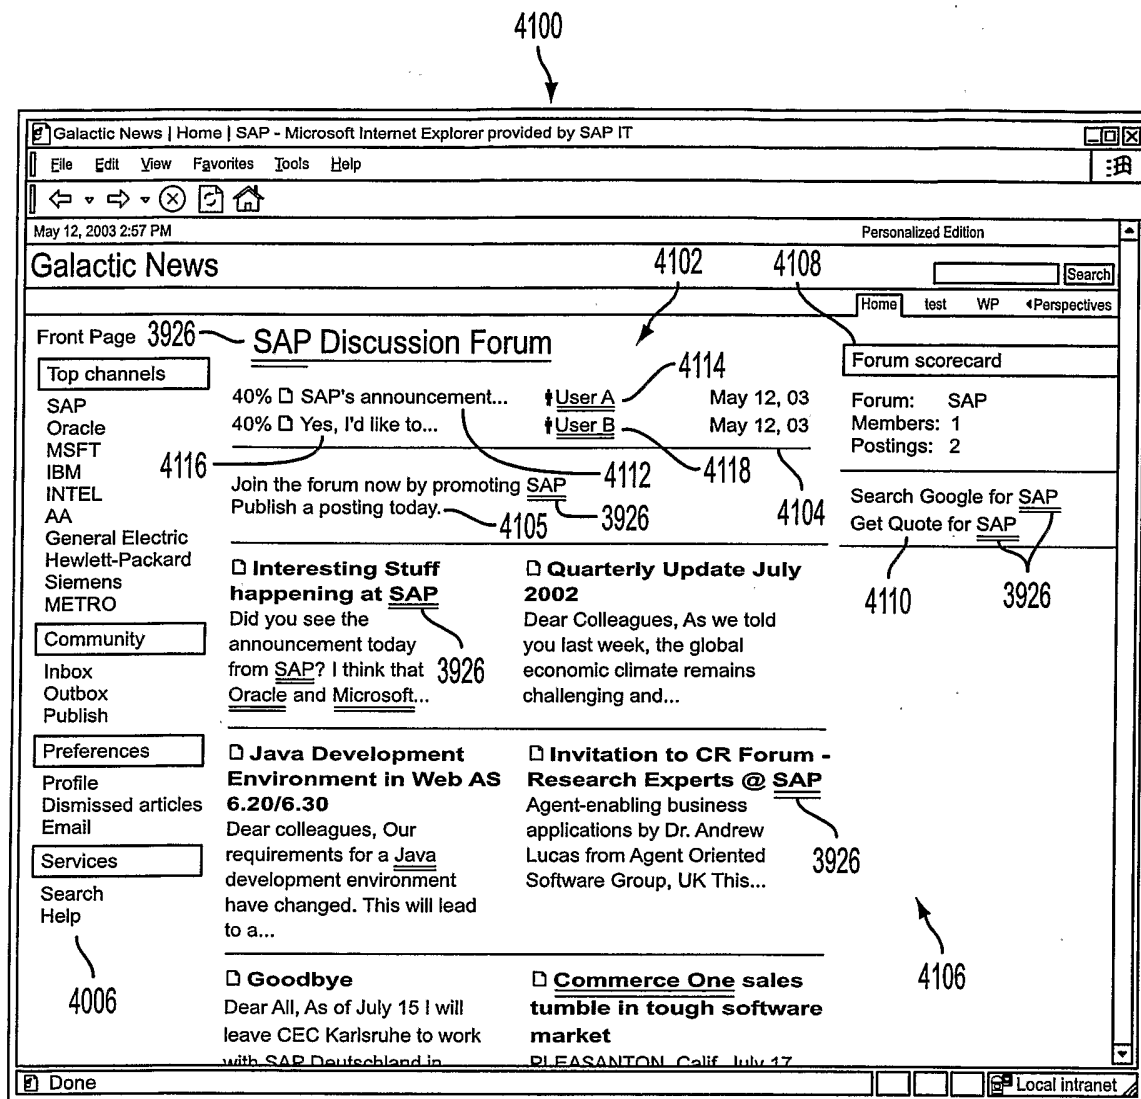 4100
Galactic News | Home | SAP - Microsoft Internet Explorer provided by SAP IT
File Edit View Favorites Tools Help
May 12, 2003 2:57 PM
Personalized Edition
Galactic News
4102
4108
Search
Home test WP Perspectives
Front Page
3926
SAP Discussion Forum
Top channels
SAP
Oracle
MSFT
IBM
INTEL
AA
General Electric
Hewlett-Packard
Siemens
METRO
Community
Inbox
Outbox
Publish
Preferences
Profile
Dismissed articles
Email
Services
Search
Help
4006
4114
40% SAP's announcement... User A May 12, 03
40% Yes, I'd like to... User B May 12, 03
4116
4112
4118
4104
Join the forum now by promoting SAP
Publish a posting today.
4105
3926
Interesting Stuff
happening at SAP
Did you see the
announcement today
from SAP? I think that
Oracle and Microsoft...
3926
Quarterly Update July
2002
Dear Colleagues, As we told
you last week, the global
economic climate remains
challenging and...
Java Development
Environment in Web AS
6.20/6.30
Dear colleagues, Our
requirements for a Java
development environment
have changed. This will lead
to a...
Invitation to CR Forum -
Research Experts @ SAP
Agent-enabling business
applications by Dr. Andrew
Lucas from Agent Oriented
Software Group, UK This...
3926
Goodbye
Dear All, As of July 15 I will
leave CEC Karlsruhe to work
with SAP Deutschland in
Commerce One sales
tumble in tough software
market
PLEASANTON, Calif, July 17
Forum scorecard
Forum: SAP
Members: 1
Postings: 2
Search Google for SAP
Get Quote for SAP
4110
3926
4106
Done
Local intranet